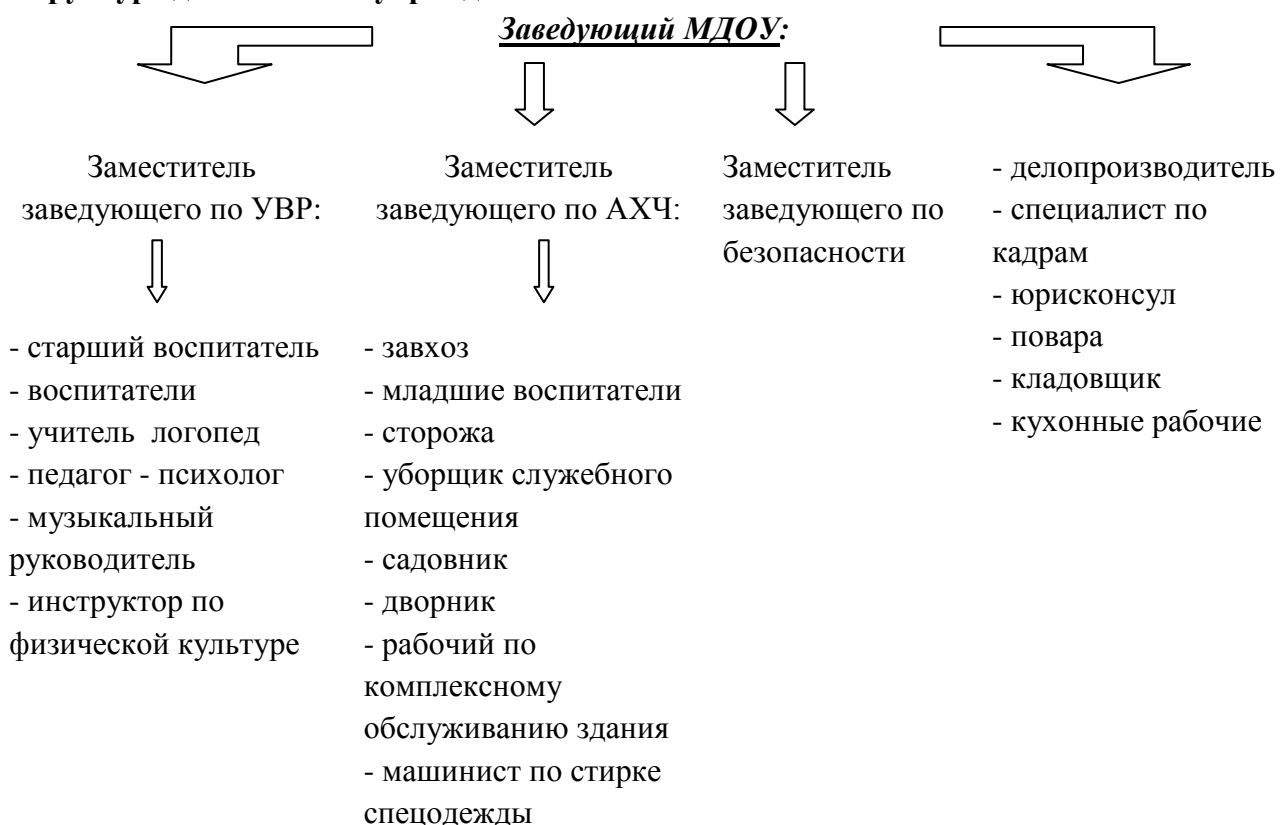 Заведующий МДОУ:
Заместитель
заведующего по УВР:
- старший воспитатель
- воспитатели
- учитель логопед
- педагог - психолог
- музыкальный
руководитель
- инструктор по
физической культуре
Заместитель
заведующего по АХЧ:
- завхоз
- младшие воспитатели
- сторожа
- уборщик служебного
помещения
- садовник
- дворник
- рабочий по
комплексному
обслуживанию здания
- машинист по стирке
спецодежды
Заместитель
заведующего по
безопасности
- делопроизводитель
- специалист по
кадрам
- юрисконсул
- повара
- кладовщик
- кухонные рабочие